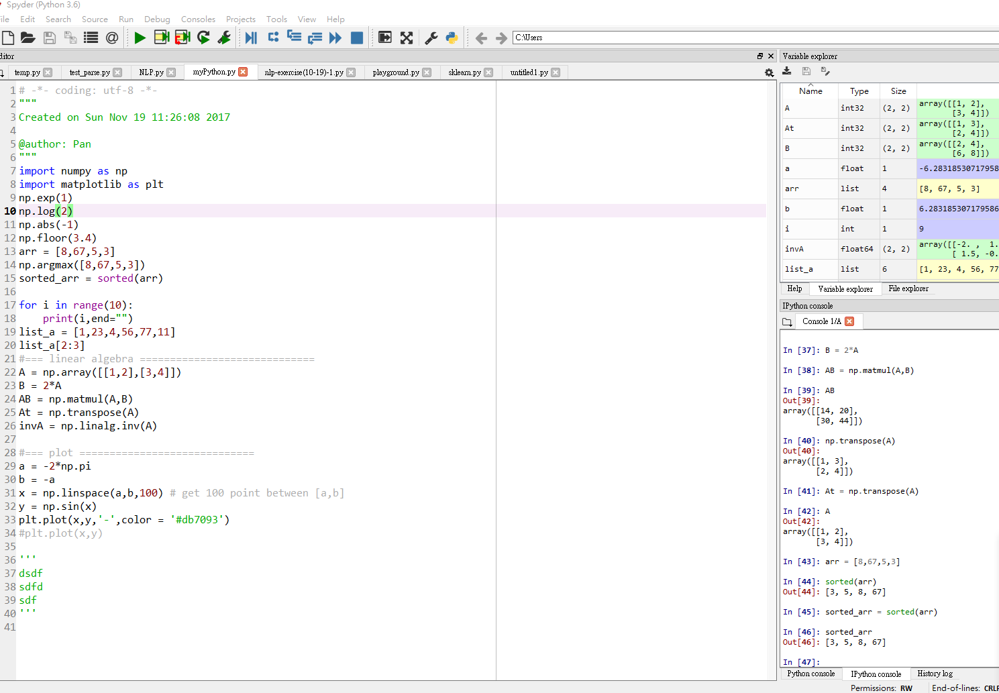 Spyder (Python 3.6)
File Edit Search Source Run Debug Consoles Projects Tools View Help
C:\Users
Editor
temp.py test_parse.py NLP.py myPython.py nlp-exercise(10-19)-1.py playground.py sklearn.py untitled1.py
1 # -*- coding: utf-8 -*-
2 """
3 Created on Sun Nov 19 11:26:08 2017
4
5 @author: Pan
6 """
7 import numpy as np
8 import matplotlib as plt
9 np.exp(1)
10 np.log(2)
11 np.abs(-1)
12 np.floor(3.4)
13 arr = [8,67,5,3]
14 np.argmax([8,67,5,3])
15 sorted_arr = sorted(arr)
16
17 for i in range(10):
18     print(i,end="")
19 list_a = [1,23,4,56,77,11]
20 list_a[2:3]
21 #=== linear algebra =============================
22 A = np.array([[1,2],[3,4]])
23 B = 2*A
24 AB = np.matmul(A,B)
25 At = np.transpose(A)
26 invA = np.linalg.inv(A)
27
28 #=== plot =============================
29 a = -2*np.pi
30 b = -a
31 x = np.linspace(a,b,100) # get 100 point between [a,b]
32 y = np.sin(x)
33 plt.plot(x,y,'-',color = '#db7093')
34 #plt.plot(x,y)
35
36 '''
37 dsdf
38 sdfd
39 sdf
40 '''
41
Variable explorer
Name Type Size
A int32 (2, 2) array([[1, 2],
[3, 4]])
At int32 (2, 2) array([[1, 3],
[2, 4]])
B int32 (2, 2) array([[2, 4],
[6, 8]])
a float 1 -6.28318530717958
arr list 4 [8, 67, 5, 3]
b float 1 6.283185307179586
i int 1 9
invA float64 (2, 2) array([[-2. ,  1.
[ 1.5, -0.
list_a list 6 [1, 23, 4, 56, 77
Help Variable explorer File explorer
IPython console
Console 1/A
In [37]: B = 2*A
In [38]: AB = np.matmul(A,B)
In [39]: AB
Out[39]:
array([[14, 20],
[30, 44]])
In [40]: np.transpose(A)
Out[40]:
array([[1, 3],
[2, 4]])
In [41]: At = np.transpose(A)
In [42]: A
Out[42]:
array([[1, 2],
[3, 4]])
In [43]: arr = [8,67,5,3]
In [44]: sorted(arr)
Out[44]: [3, 5, 8, 67]
In [45]: sorted_arr = sorted(arr)
In [46]: sorted_arr
Out[46]: [3, 5, 8, 67]
In [47]:
Python console IPython console History log
Permissions: RW End-of-lines: CRLF